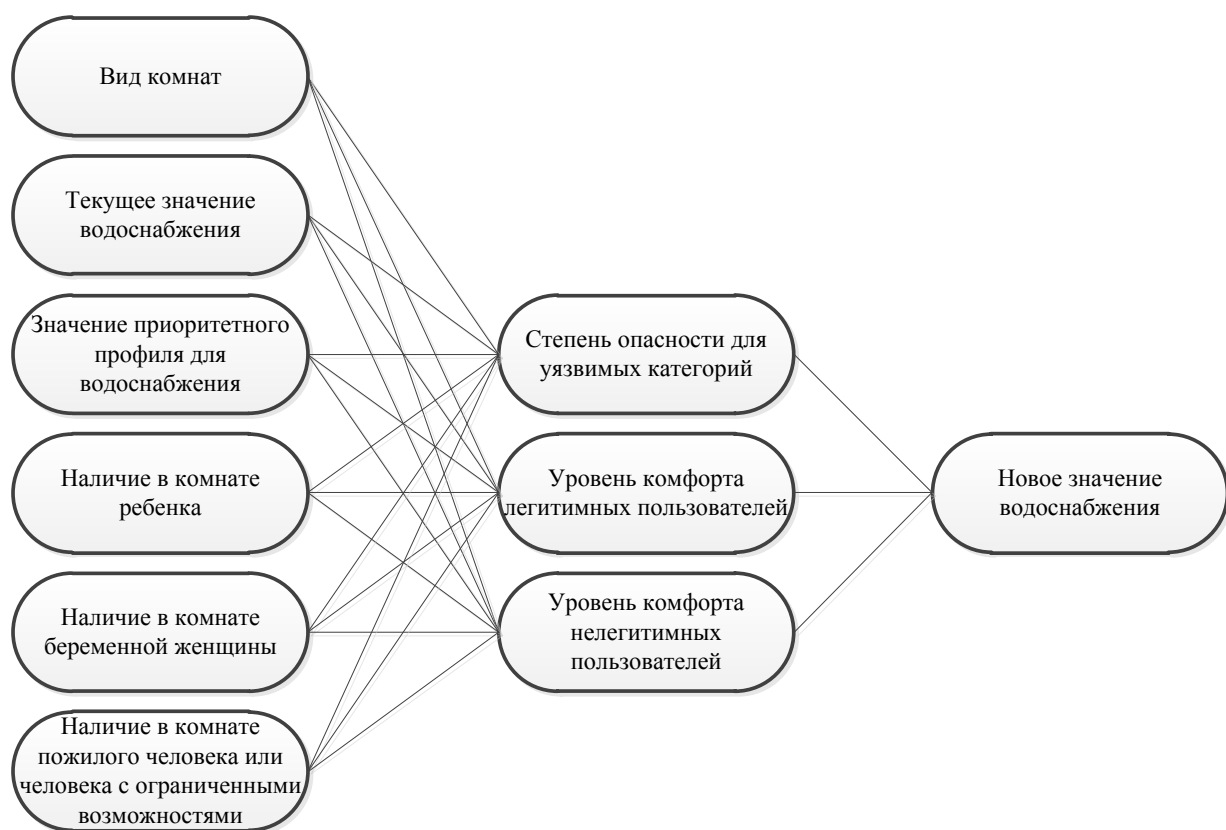 Вид комнат
Текущее значение
водоснабжения
Значение приоритетного
профиля для
водоснабжения
Наличие в комнате
ребенка
Наличие в комнате
беременной женщины
Наличие в комнате
пожилого человека или
человека с ограниченными
возможностями
Степень опасности для
уязвимых категорий
Уровень комфорта
легитимных пользователей
Уровень комфорта
нелегитимных
пользователей
Новое значение
водоснабжения